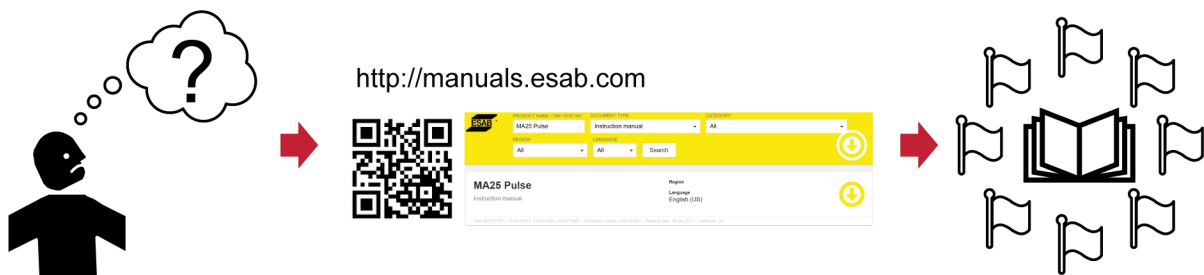 ?
http://manuals.esab.com
ESAB
PRODUCT NAME / GIN / DOC NO DOCUMENT TYPE CATEGORY
MA25 Pulse Instruction manual All
REGION LANGUAGE
All All Search
MA25 Pulse
Instruction manual
Region
Language
English (US)